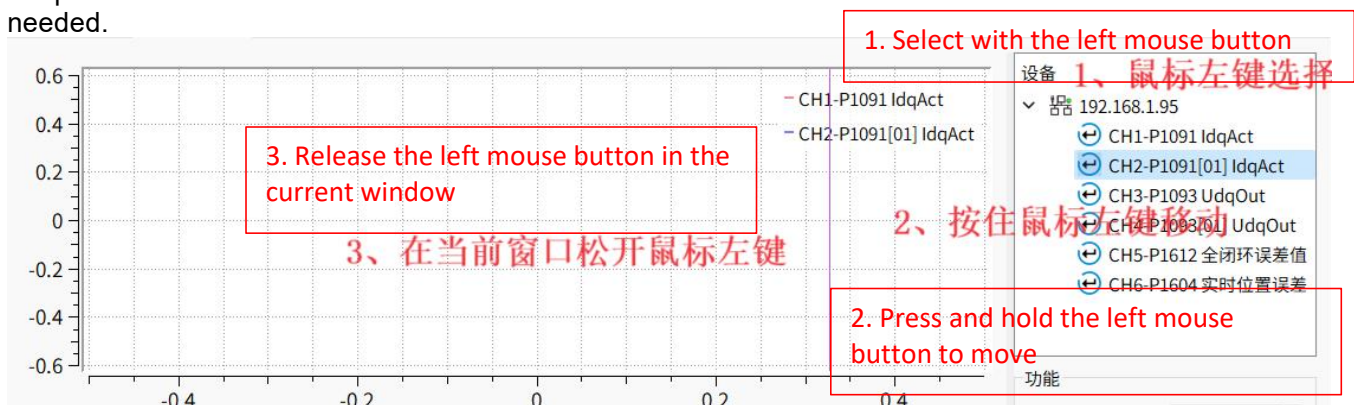 needed.
1. Select with the left mouse button
设备
1、鼠标左键选择
192.168.1.95
CH1-P1091 IdqAct
CH2-P1091[01] IdqAct
CH3-P1093 UdqOut
CH4-P1093[01] UdqOut
CH5-P1612 全闭环误差值
CH6-P1604 实时位置误差
2、按住鼠标左键移动
2. Press and hold the left mouse
button to move
功能
CH1-P1091 IdqAct
CH2-P1091[01] IdqAct
3. Release the left mouse button in the
current window
3、在当前窗口松开鼠标左键
0.6
0.4
0.2
0
-0.2
-0.4
-0.6
-0.4
-0.2
0
0.2
0.4